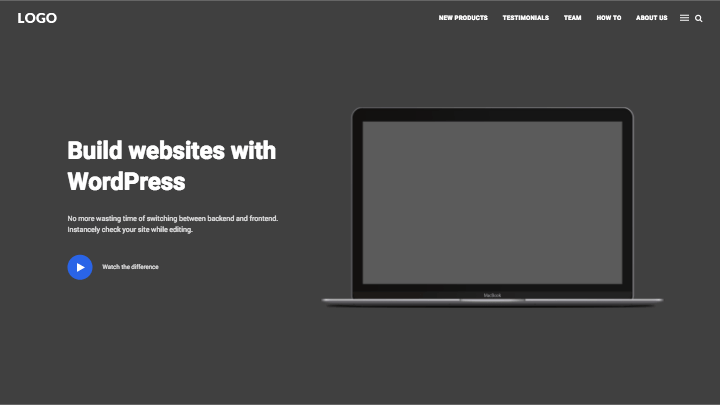 LOGO
NEW PRODUCTS TESTIMONIALS TEAM HOW TO ABOUT US
Build websites with
WordPress
No more wasting time of switching between backend and frontend.
Instancely check your site while editing.
Watch the difference
MacBook